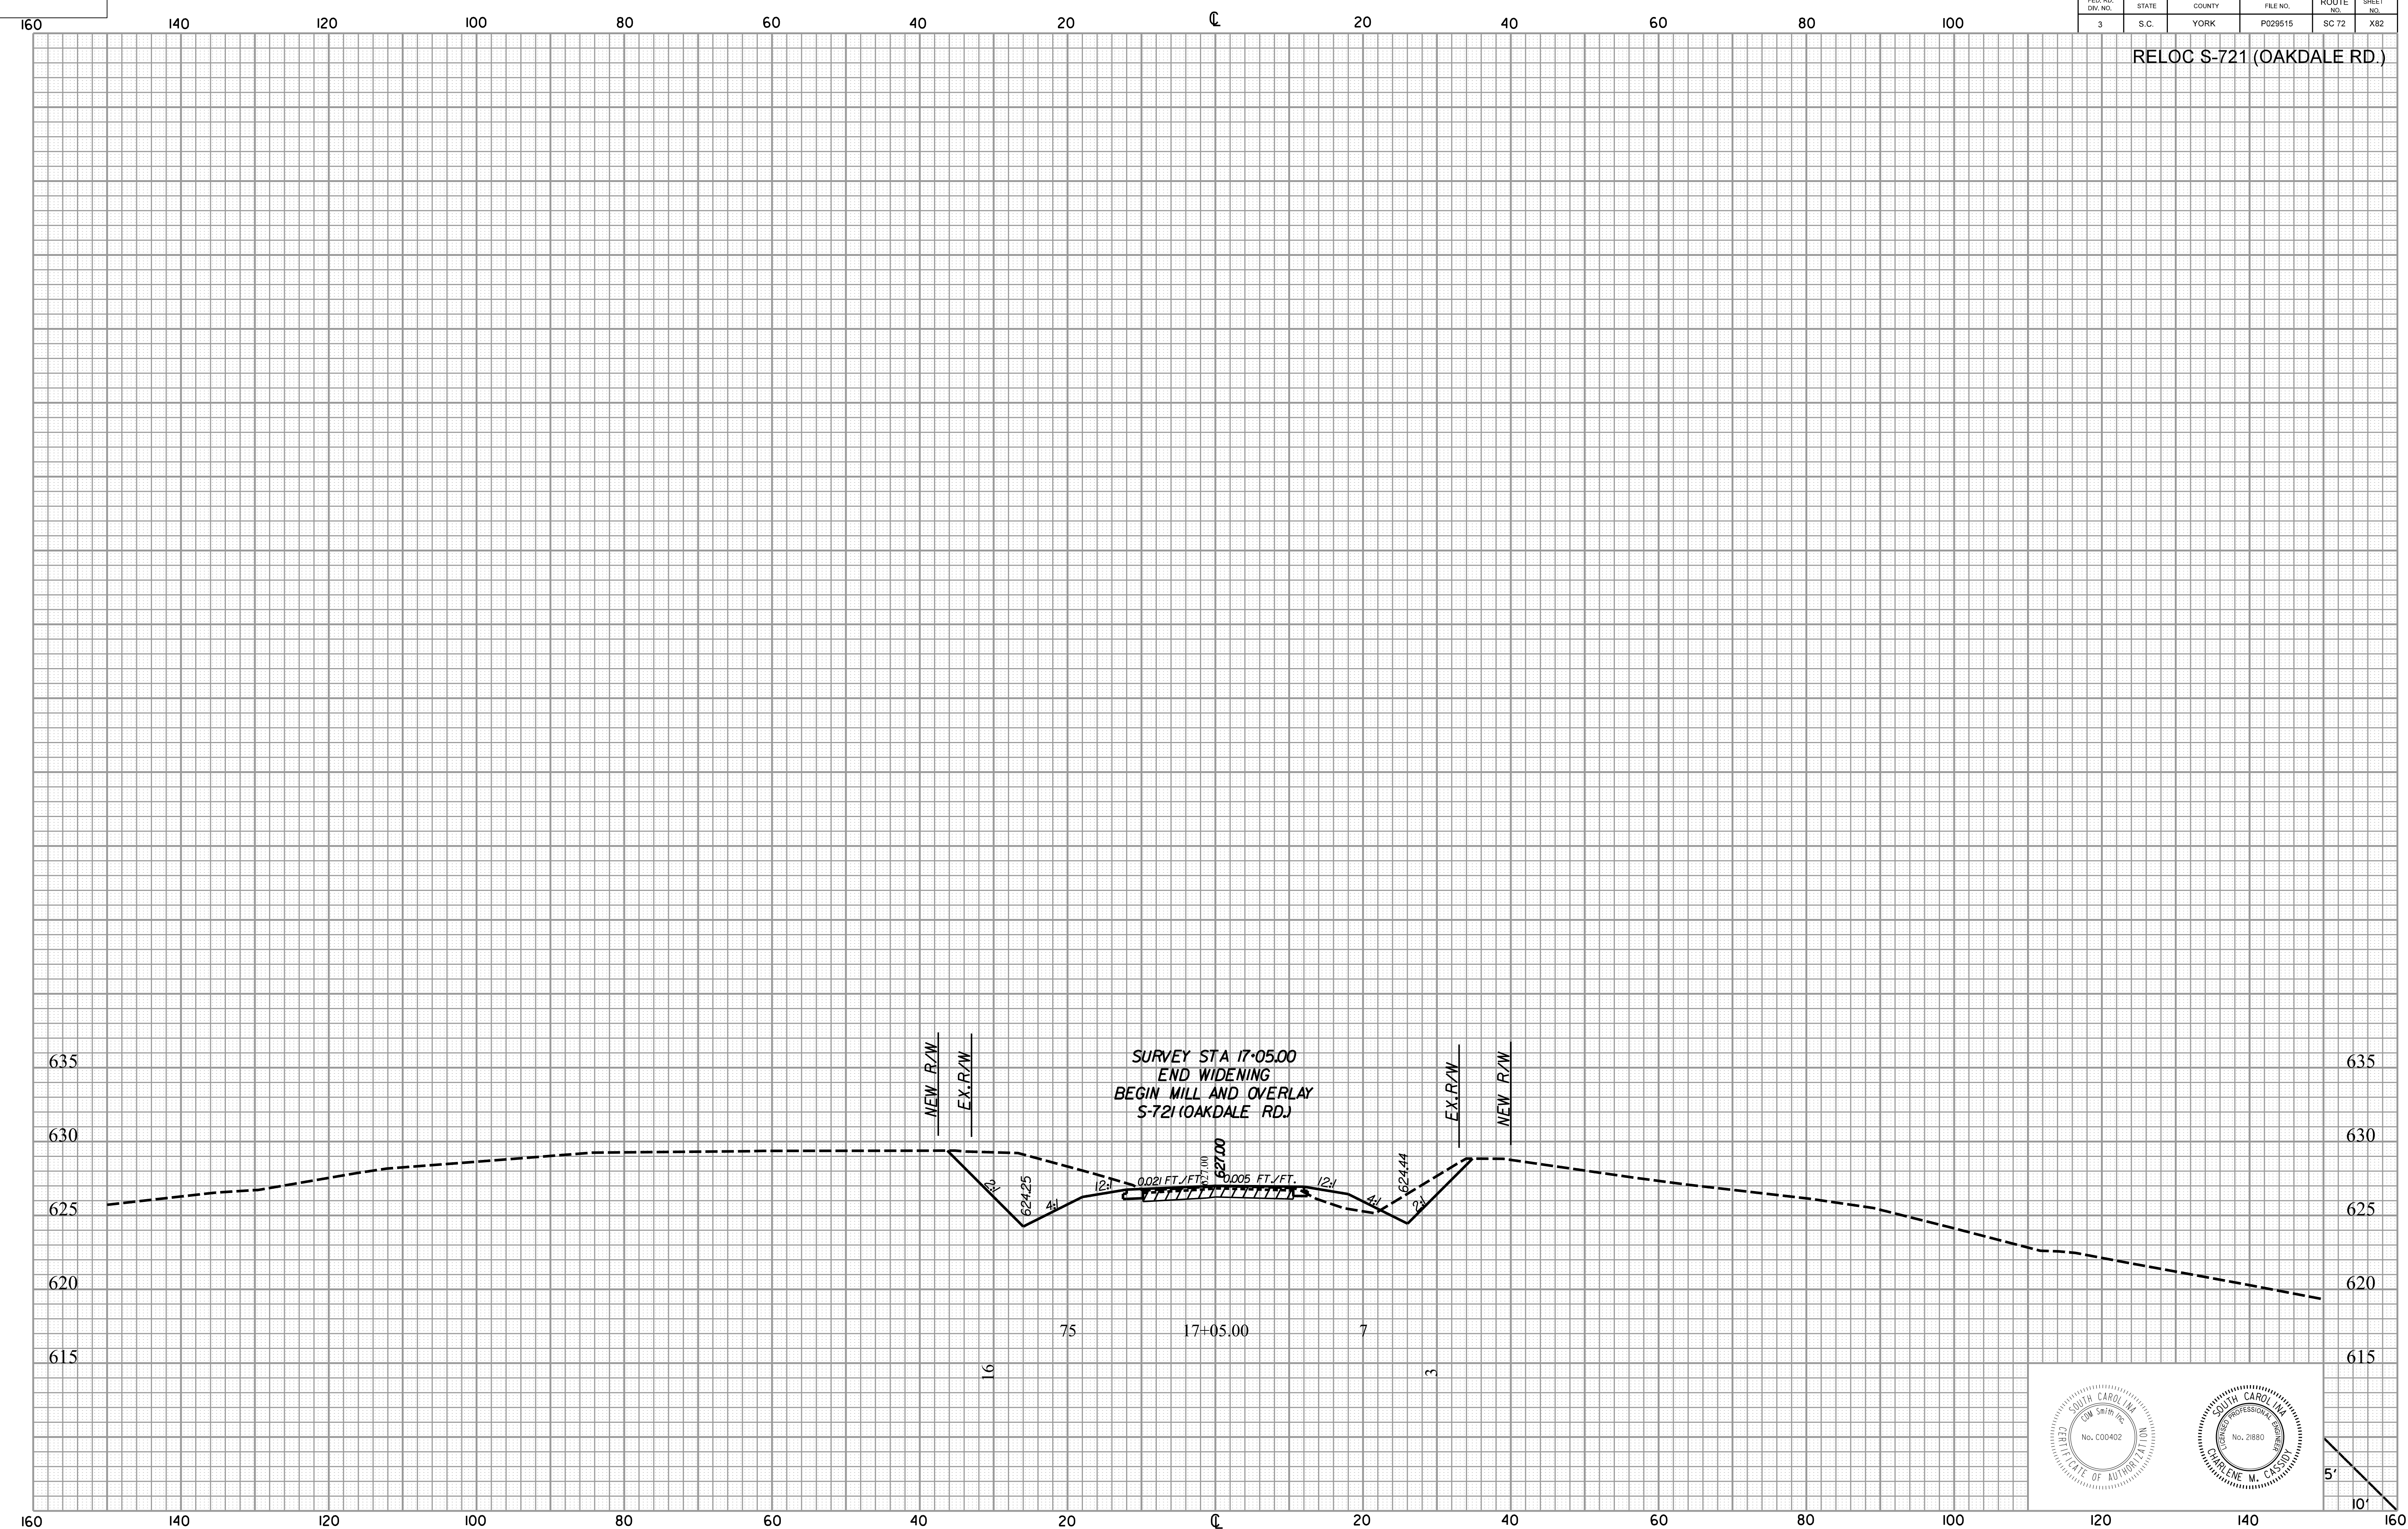 160 140 120 100 80 60 40 20 ℄ 20 40 60 80 100
FED. RD. DIV. NO. STATE COUNTY FILE NO. ROUTE NO. SHEET NO.
3 S.C. YORK P029515 SC 72 X82
RELOC S-721 (OAKDALE RD.)
635 635
NEW R/W
EX.R/W
SURVEY STA 17+05.00
END WIDENING
BEGIN MILL AND OVERLAY
S-721 (OAKDALE RD.)
EX.R/W
NEW R/W
630 630
627.00
627.00
2:1
624.25
4:1
12:1
0.021 FT./FT.
0.005 FT./FT.
12:1
4:1
624.44
2:1
625 625
620 620
75 17+05.00 7
615 615
16 3
SOUTH CAROLINA
CDM Smith Inc.
No. C00402
CERTIFICATE OF AUTHORIZATION
SOUTH CAROLINA
LICENSED PROFESSIONAL ENGINEER
No. 21880
CHARLENE M. CASSIDY
5'
10'
160 140 120 100 80 60 40 20 ℄ 20 40 60 80 100 120 140 160